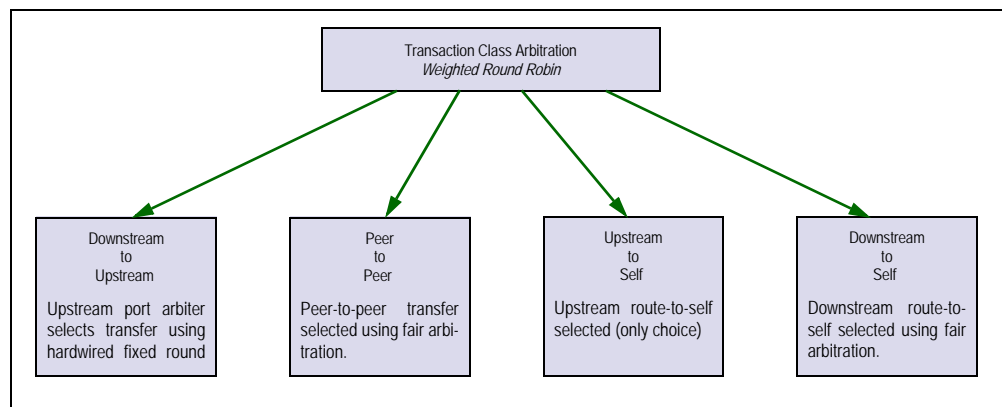 Transaction Class Arbitration
Weighted Round Robin
Downstream
to
Upstream
Upstream port arbiter
selects transfer using
hardwired fixed round
Peer
to
Peer
Peer-to-peer transfer
selected using fair arbi-
tration.
Upstream
to
Self
Upstream route-to-self
selected (only choice)
Downstream
to
Self
Downstream route-to-
self selected using fair
arbitration.